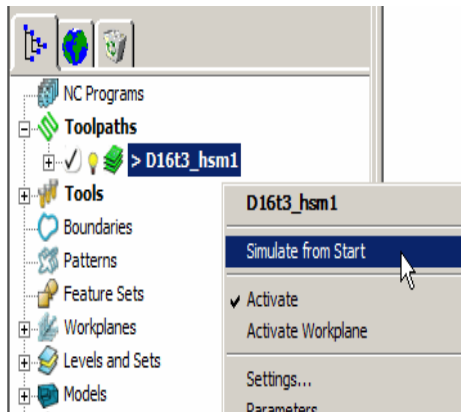 NC Programs
Toolpaths
> D16t3_hsm1
Tools
Boundaries
Patterns
Feature Sets
Workplanes
Levels and Sets
Models
D16t3_hsm1
Simulate from Start
Activate
Activate Workplane
Settings...
Parameters